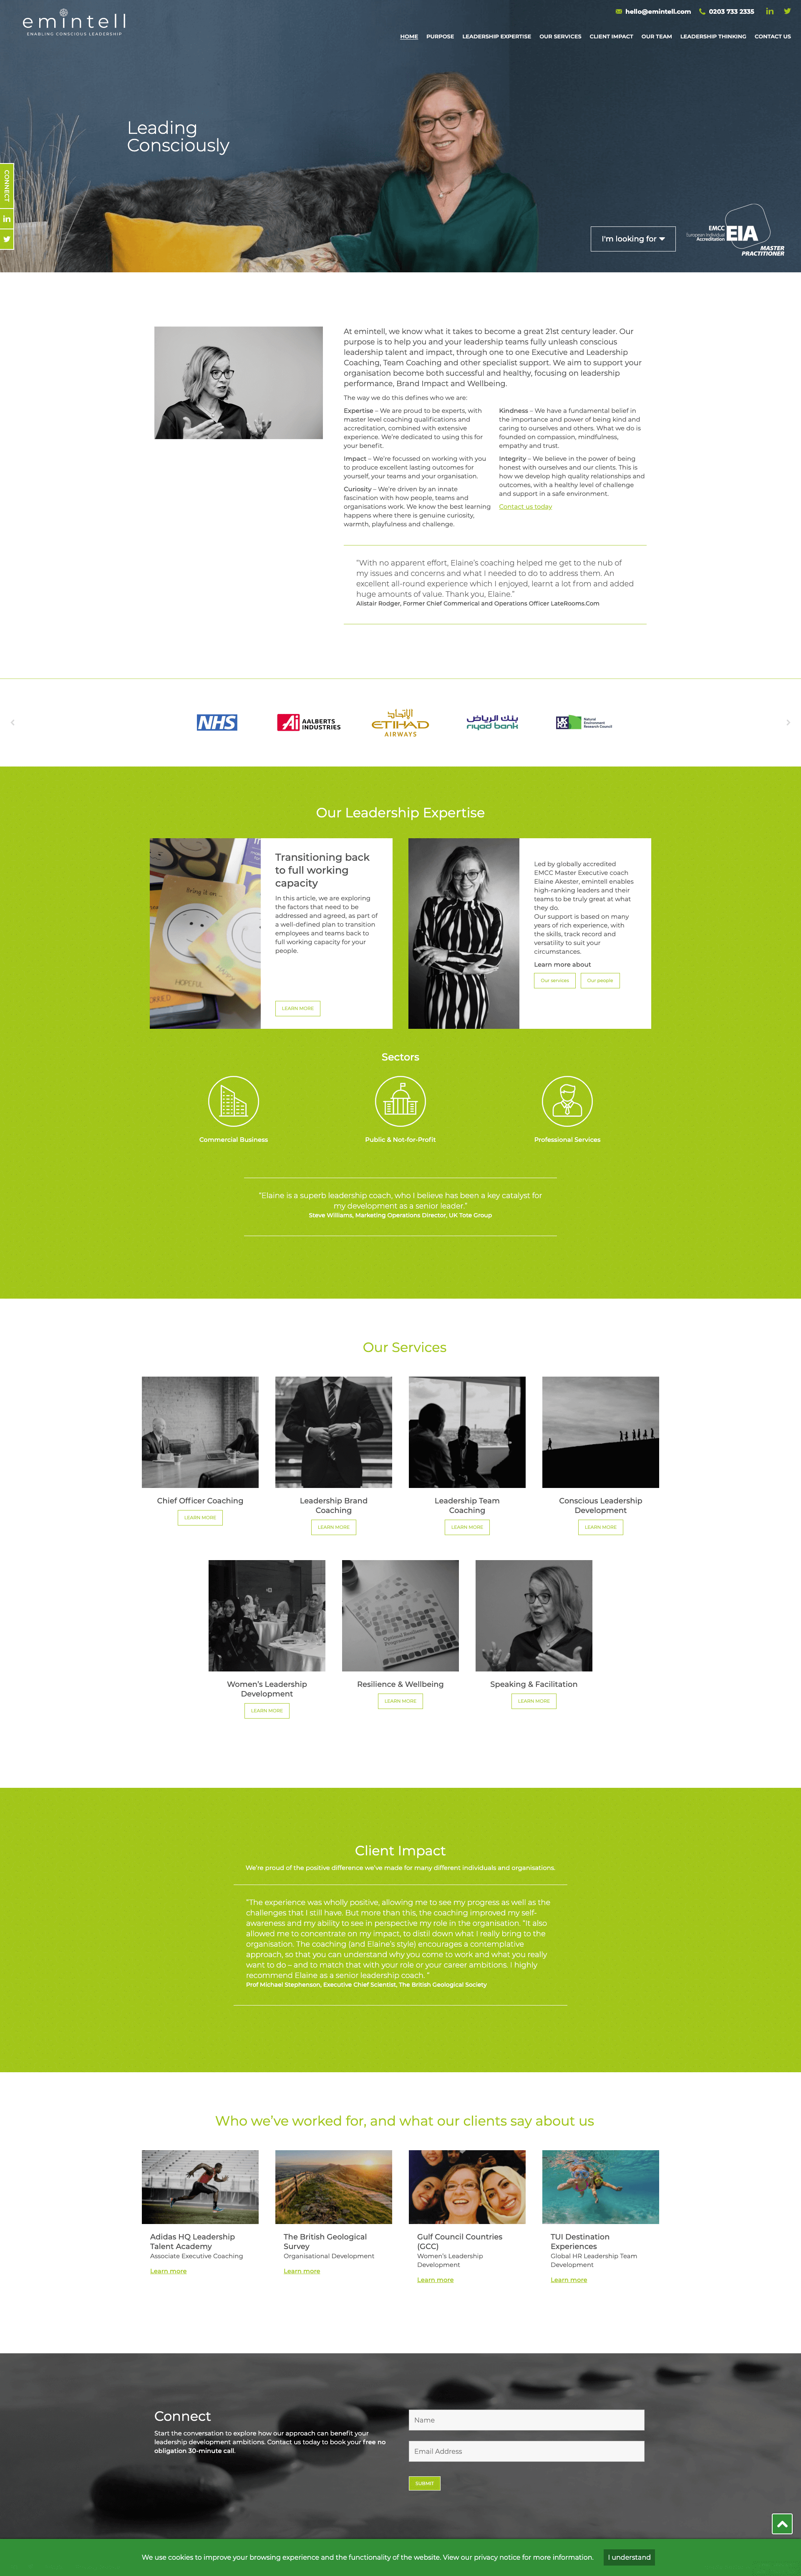 emintell
ENABLING CONSCIOUS LEADERSHIP
hello@emintell.com
0203 733 2335
HOME
PURPOSE
LEADERSHIP EXPERTISE
OUR SERVICES
CLIENT IMPACT
OUR TEAM
LEADERSHIP THINKING
CONTACT US
Leading
Consciously
CONNECT
I'm looking for
EMCC
European Individual
Accreditation
EIA
MASTER
PRACTITIONER
At emintell, we know what it takes to become a great 21st century leader. Our
purpose is to help you and your leadership teams fully unleash conscious
leadership talent and impact, through one to one Executive and Leadership
Coaching, Team Coaching and other specialist support. We aim to support your
organisation become both successful and healthy, focusing on leadership
performance, Brand Impact and Wellbeing.
The way we do this defines who we are:
Expertise – We are proud to be experts, with
master level coaching qualifications and
accreditation, combined with extensive
experience. We're dedicated to using this for
your benefit.
Impact – We're focussed on working with you
to produce excellent lasting outcomes for
yourself, your teams and your organisation.
Curiosity – We're driven by an innate
fascination with how people, teams and
organisations work. We know the best learning
happens where there is genuine curiosity,
warmth, playfulness and challenge.
Kindness – We have a fundamental belief in
the importance and power of being kind and
caring to ourselves and others. What we do is
founded on compassion, mindfulness,
empathy and trust.
Integrity – We believe in the power of being
honest with ourselves and our clients. This is
how we develop high quality relationships and
outcomes, with a healthy level of challenge
and support in a safe environment.
Contact us today
"With no apparent effort, Elaine's coaching helped me get to the nub of
my issues and concerns and what I needed to do to address them. An
excellent all-round experience which I enjoyed, learnt a lot from and added
huge amounts of value. Thank you, Elaine."
Alistair Rodger, Former Chief Commerical and Operations Officer LateRooms.Com
NHS
Ai AALBERTS
INDUSTRIES
الإتحاد
ETIHAD
AIRWAYS
بنك الرياض
riyad bank
Natural
Environment
Research Council
Our Leadership Expertise
Bring it on...
HOPEFUL
Transitioning back
to full working
capacity
In this article, we are exploring
the factors that need to be
addressed and agreed, as part of
a well-defined plan to transition
employees and teams back to
full working capacity for your
people.
LEARN MORE
Led by globally accredited
EMCC Master Executive coach
Elaine Akester, emintell enables
high-ranking leaders and their
teams to be truly great at what
they do.
Our support is based on many
years of rich experience, with
the skills, track record and
versatility to suit your
circumstances.
Learn more about
Our services
Our people
Sectors
Commercial Business
Public & Not-for-Profit
Professional Services
"Elaine is a superb leadership coach, who I believe has been a key catalyst for
my development as a senior leader."
Steve Williams, Marketing Operations Director, UK Tote Group
Our Services
Chief Officer Coaching
LEARN MORE
Leadership Brand
Coaching
LEARN MORE
Leadership Team
Coaching
LEARN MORE
Conscious Leadership
Development
LEARN MORE
Women's Leadership
Development
LEARN MORE
Resilience & Wellbeing
LEARN MORE
Speaking & Facilitation
LEARN MORE
Client Impact
We're proud of the positive difference we've made for many different individuals and organisations.
"The experience was wholly positive, allowing me to see my progress as well as the
challenges that I still have. But more than this, the coaching improved my self-
awareness and my ability to see in perspective my role in the organisation. "It also
allowed me to concentrate on my impact, to distil down what I really bring to the
organisation. The coaching (and Elaine's style) encourages a contemplative
approach, so that you can understand why you come to work and what you really
want to do – and to match that with your role or your career ambitions. I highly
recommend Elaine as a senior leadership coach. "
Prof Michael Stephenson, Executive Chief Scientist, The British Geological Society
Who we've worked for, and what our clients say about us
Adidas HQ Leadership
Talent Academy
Associate Executive Coaching
Learn more
The British Geological
Survey
Organisational Development
Learn more
Gulf Council Countries
(GCC)
Women's Leadership
Development
Learn more
TUI Destination
Experiences
Global HR Leadership Team
Development
Learn more
Connect
Start the conversation to explore how our approach can benefit your
leadership development ambitions. Contact us today to book your free no
obligation 30-minute call.
Name
Email Address
SUBMIT
We use cookies to improve your browsing experience and the functionality of the website. View our privacy notice for more information.
I understand